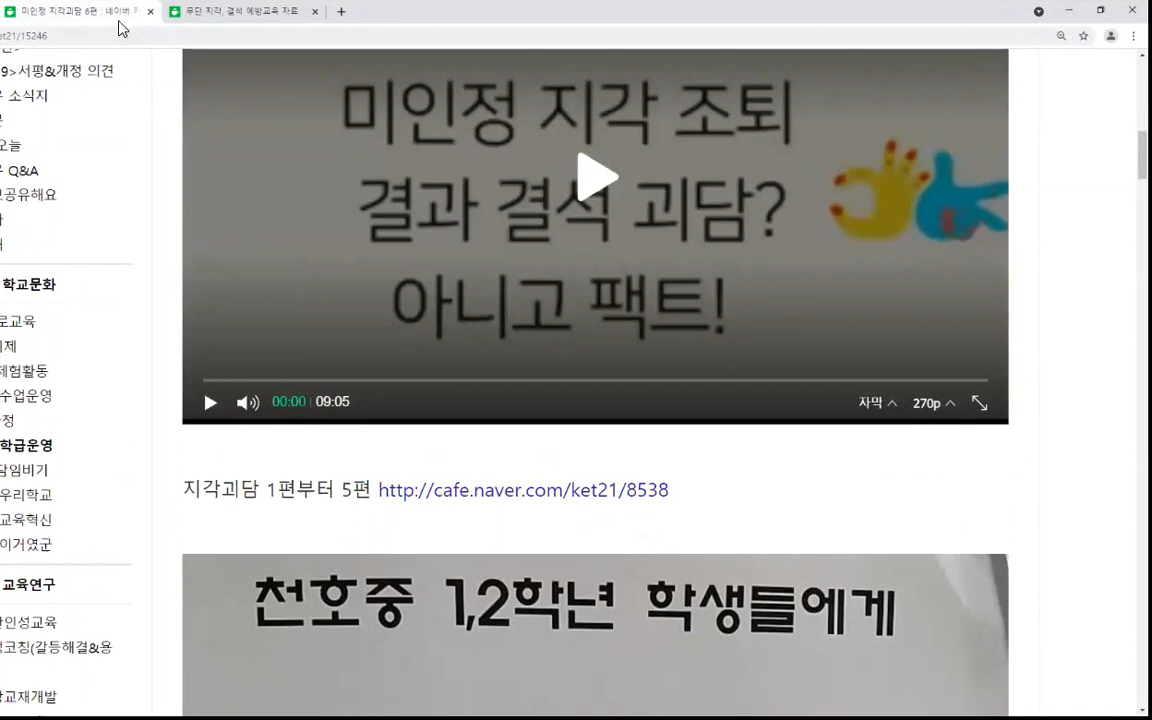 미인정 지각괴담 6편 : 네이버 카
무단 지각, 결석 예방교육 자료
et21/15246
9>서평&개정 의견
소식지
오늘
Q&A
보공유해요
학교문화
로교육
제
체험활동
수업운영
정
학급운영
담임비기
우리학교
교육혁신
이거였군
교육연구
인성교육
성코칭(갈등해결&용
학교재개발
미인정 지각 조퇴
결과 결석 괴담?
아니고 팩트!
00:00 | 09:05
자막
270p
지각괴담 1편부터 5편 http://cafe.naver.com/ket21/8538
천호중 1,2학년 학생들에게